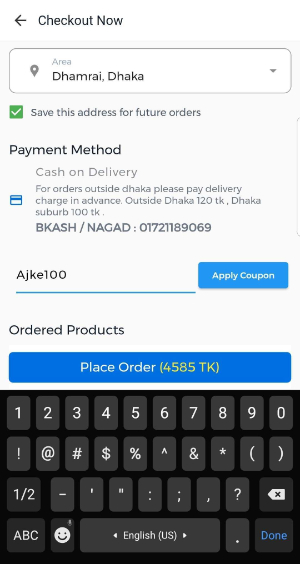 Checkout Now
Area
Dhamrai, Dhaka
Save this address for future orders
Payment Method
Cash on Delivery
For orders outside dhaka please pay delivery
charge in advance. Outside Dhaka 120 tk , Dhaka
suburb 100 tk .
BKASH / NAGAD : 01721189069
Ajke100
Apply Coupon
Ordered Products
Place Order (4585 TK)
1 2 3 4 5 6 7 8 9 0
! @ # $ % ^ & * ( )
1/2 - ' " : ; , ?
ABC English (US) . Done